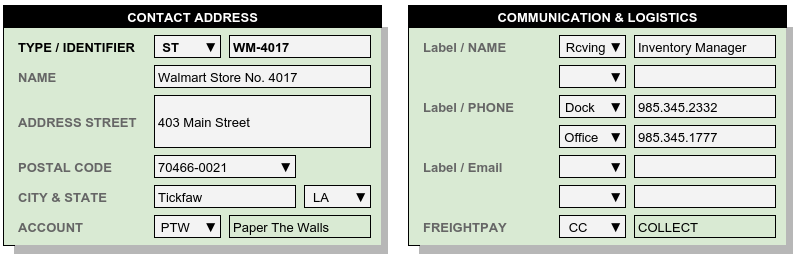 CONTACT ADDRESS
TYPE / IDENTIFIER ST ▼ WM-4017
NAME Walmart Store No. 4017
ADDRESS STREET 403 Main Street
POSTAL CODE 70466-0021 ▼
CITY & STATE Tickfaw LA ▼
ACCOUNT PTW ▼ Paper The Walls
COMMUNICATION & LOGISTICS
Label / NAME Rcving ▼ Inventory Manager
▼
Label / PHONE Dock ▼ 985.345.2332
Office ▼ 985.345.1777
Label / Email ▼
▼
FREIGHTPAY CC ▼ COLLECT